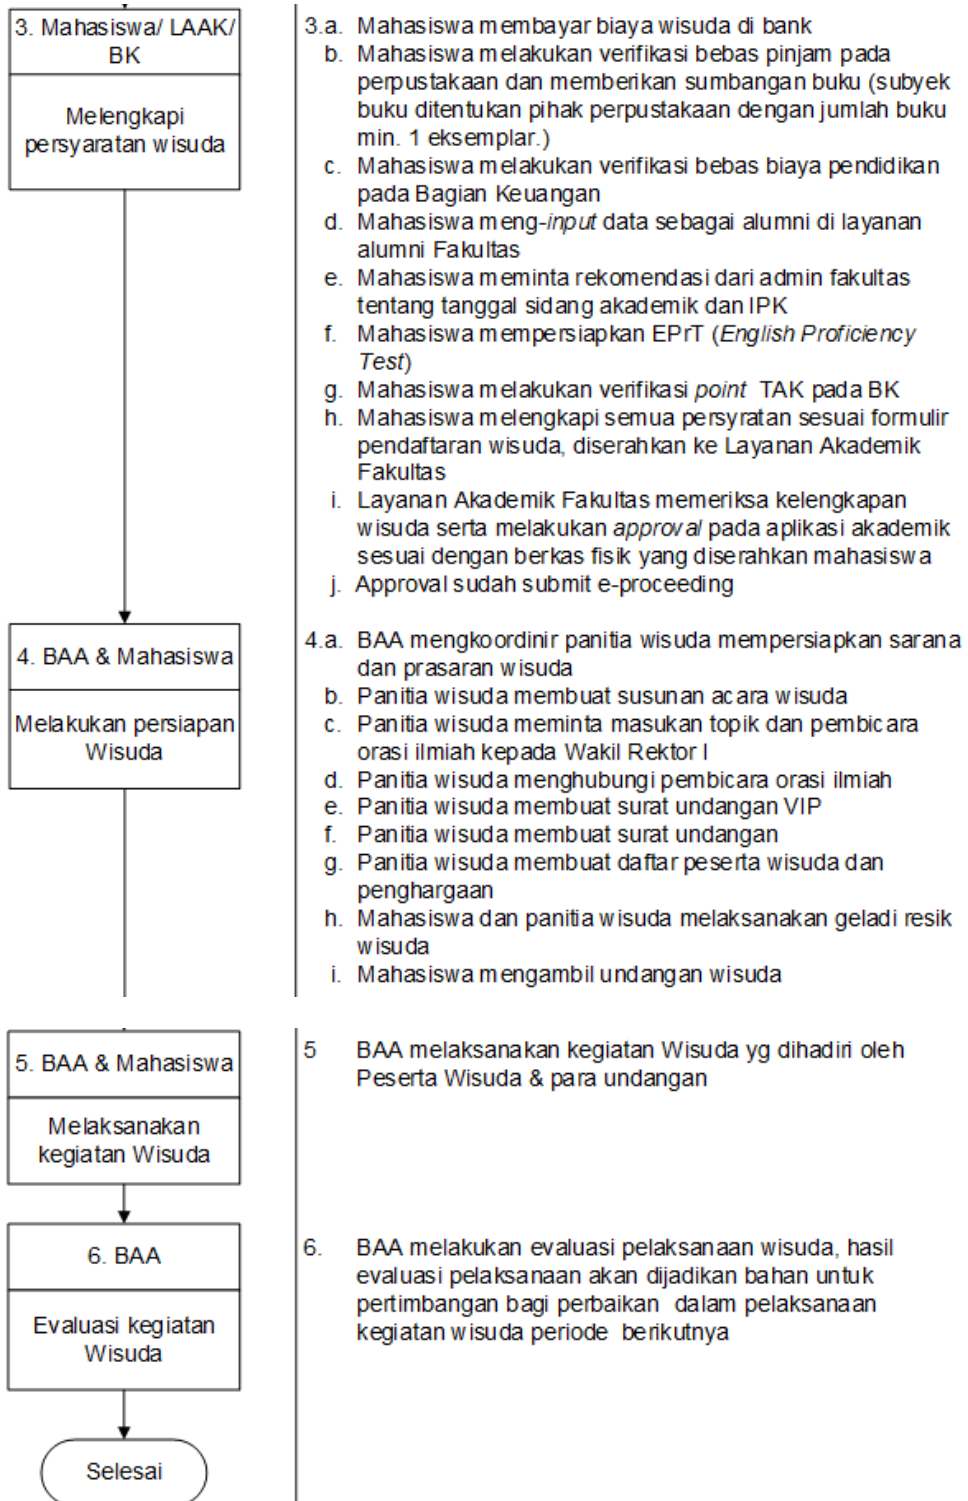 3. Mahasiswa/ LAAK/
BK
Melengkapi
persyaratan wisuda
3.a. Mahasiswa membayar biaya wisuda di bank
b. Mahasiswa melakukan verifikasi bebas pinjam pada
perpustakaan dan memberikan sumbangan buku (subyek
buku ditentukan pihak perpustakaan dengan jumlah buku
min. 1 eksemplar.)
c. Mahasiswa melakukan verifikasi bebas biaya pendidikan
pada Bagian Keuangan
d. Mahasiswa meng-input data sebagai alumni di layanan
alumni Fakultas
e. Mahasiswa meminta rekomendasi dari admin fakultas
tentang tanggal sidang akademik dan IPK
f. Mahasiswa mempersiapkan EPrT (English Proficiency
Test)
g. Mahasiswa melakukan verifikasi point TAK pada BK
h. Mahasiswa melengkapi semua persyratan sesuai formulir
pendaftaran wisuda, diserahkan ke Layanan Akademik
Fakultas
i. Layanan Akademik Fakultas memeriksa kelengkapan
wisuda serta melakukan approval pada aplikasi akademik
sesuai dengan berkas fisik yang diserahkan mahasiswa
j. Approval sudah submit e-proceeding
4. BAA & Mahasiswa
Melakukan persiapan
Wisuda
4.a. BAA mengkoordinir panitia wisuda mempersiapkan sarana
dan prasaran wisuda
b. Panitia wisuda membuat susunan acara wisuda
c. Panitia wisuda meminta masukan topik dan pembicara
orasi ilmiah kepada Wakil Rektor I
d. Panitia wisuda menghubungi pembicara orasi ilmiah
e. Panitia wisuda membuat surat undangan VIP
f. Panitia wisuda membuat surat undangan
g. Panitia wisuda membuat daftar peserta wisuda dan
penghargaan
h. Mahasiswa dan panitia wisuda melaksanakan geladi resik
wisuda
i. Mahasiswa mengambil undangan wisuda
5. BAA & Mahasiswa
Melaksanakan
kegiatan Wisuda
5 BAA melaksanakan kegiatan Wisuda yg dihadiri oleh
Peserta Wisuda & para undangan
6. BAA
Evaluasi kegiatan
Wisuda
6. BAA melakukan evaluasi pelaksanaan wisuda, hasil
evaluasi pelaksanaan akan dijadikan bahan untuk
pertimbangan bagi perbaikan dalam pelaksanaan
kegiatan wisuda periode berikutnya
Selesai